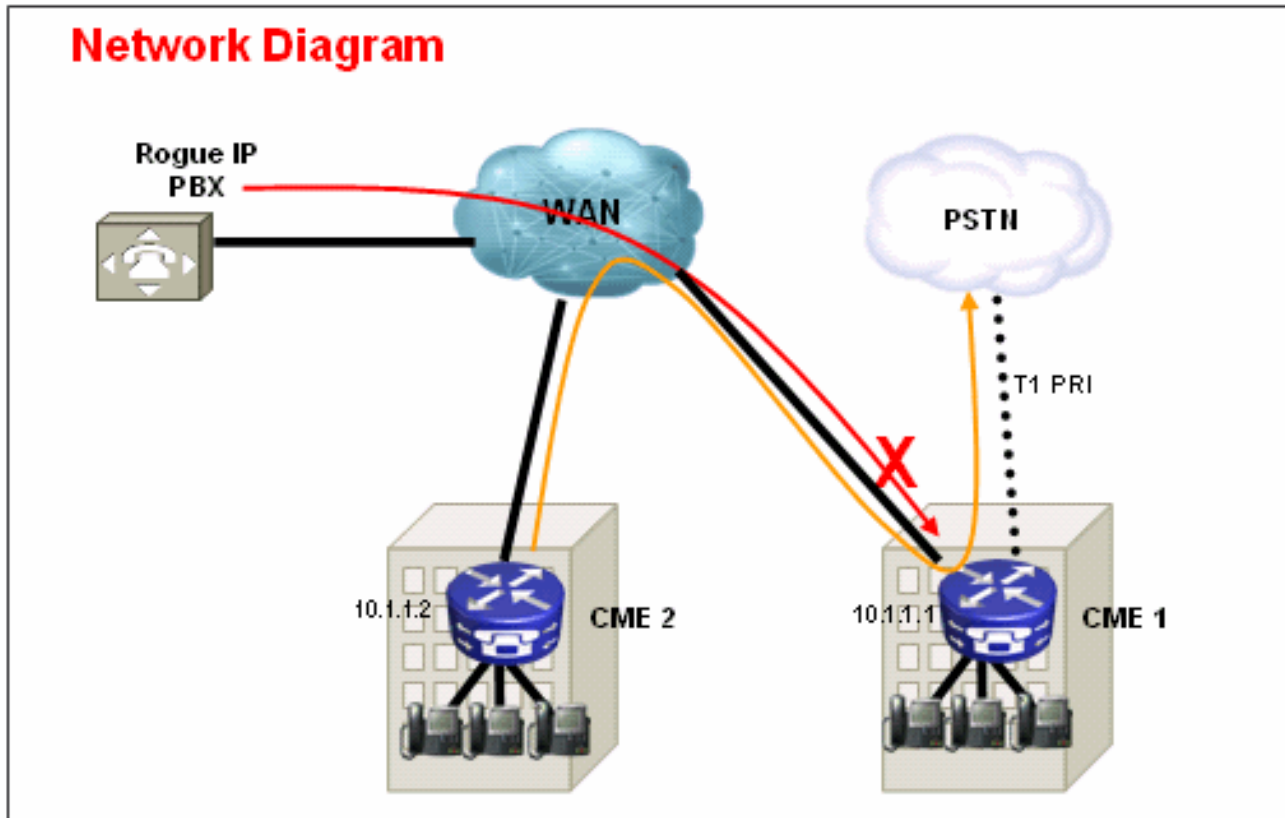 Network Diagram
Rogue IP
PBX
WAN
PSTN
T1 PRI
X
10.1.1.2
CME 2
10.1.1.1
CME 1